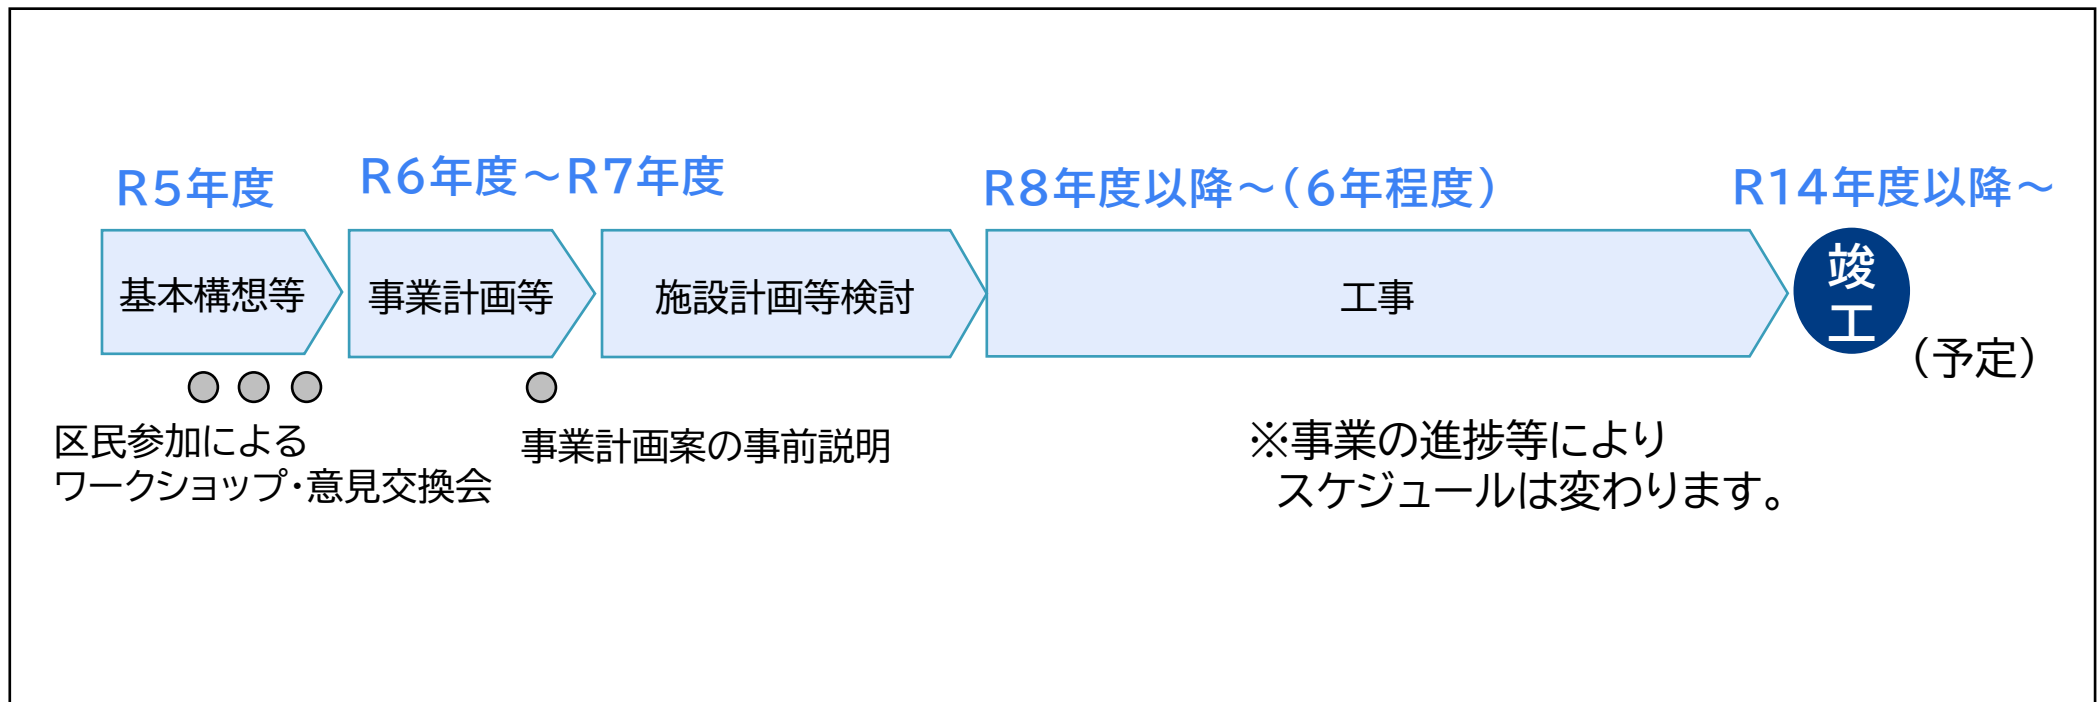 R5年度
R6年度～R7年度
R8年度以降～(6年程度)
R14年度以降～
基本構想等
事業計画等
施設計画等検討
工事
竣工
(予定)
区民参加による
ワークショップ・意見交換会
事業計画案の事前説明
※事業の進捗等により
スケジュールは変わります。